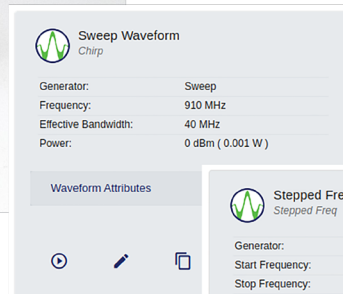 Sweep Waveform
Chirp
Generator: Sweep
Frequency: 910 MHz
Effective Bandwidth: 40 MHz
Power: 0 dBm ( 0.001 W )
Waveform Attributes
Stepped Fre
Stepped Freq
Generator:
Start Frequency:
Stop Frequency: